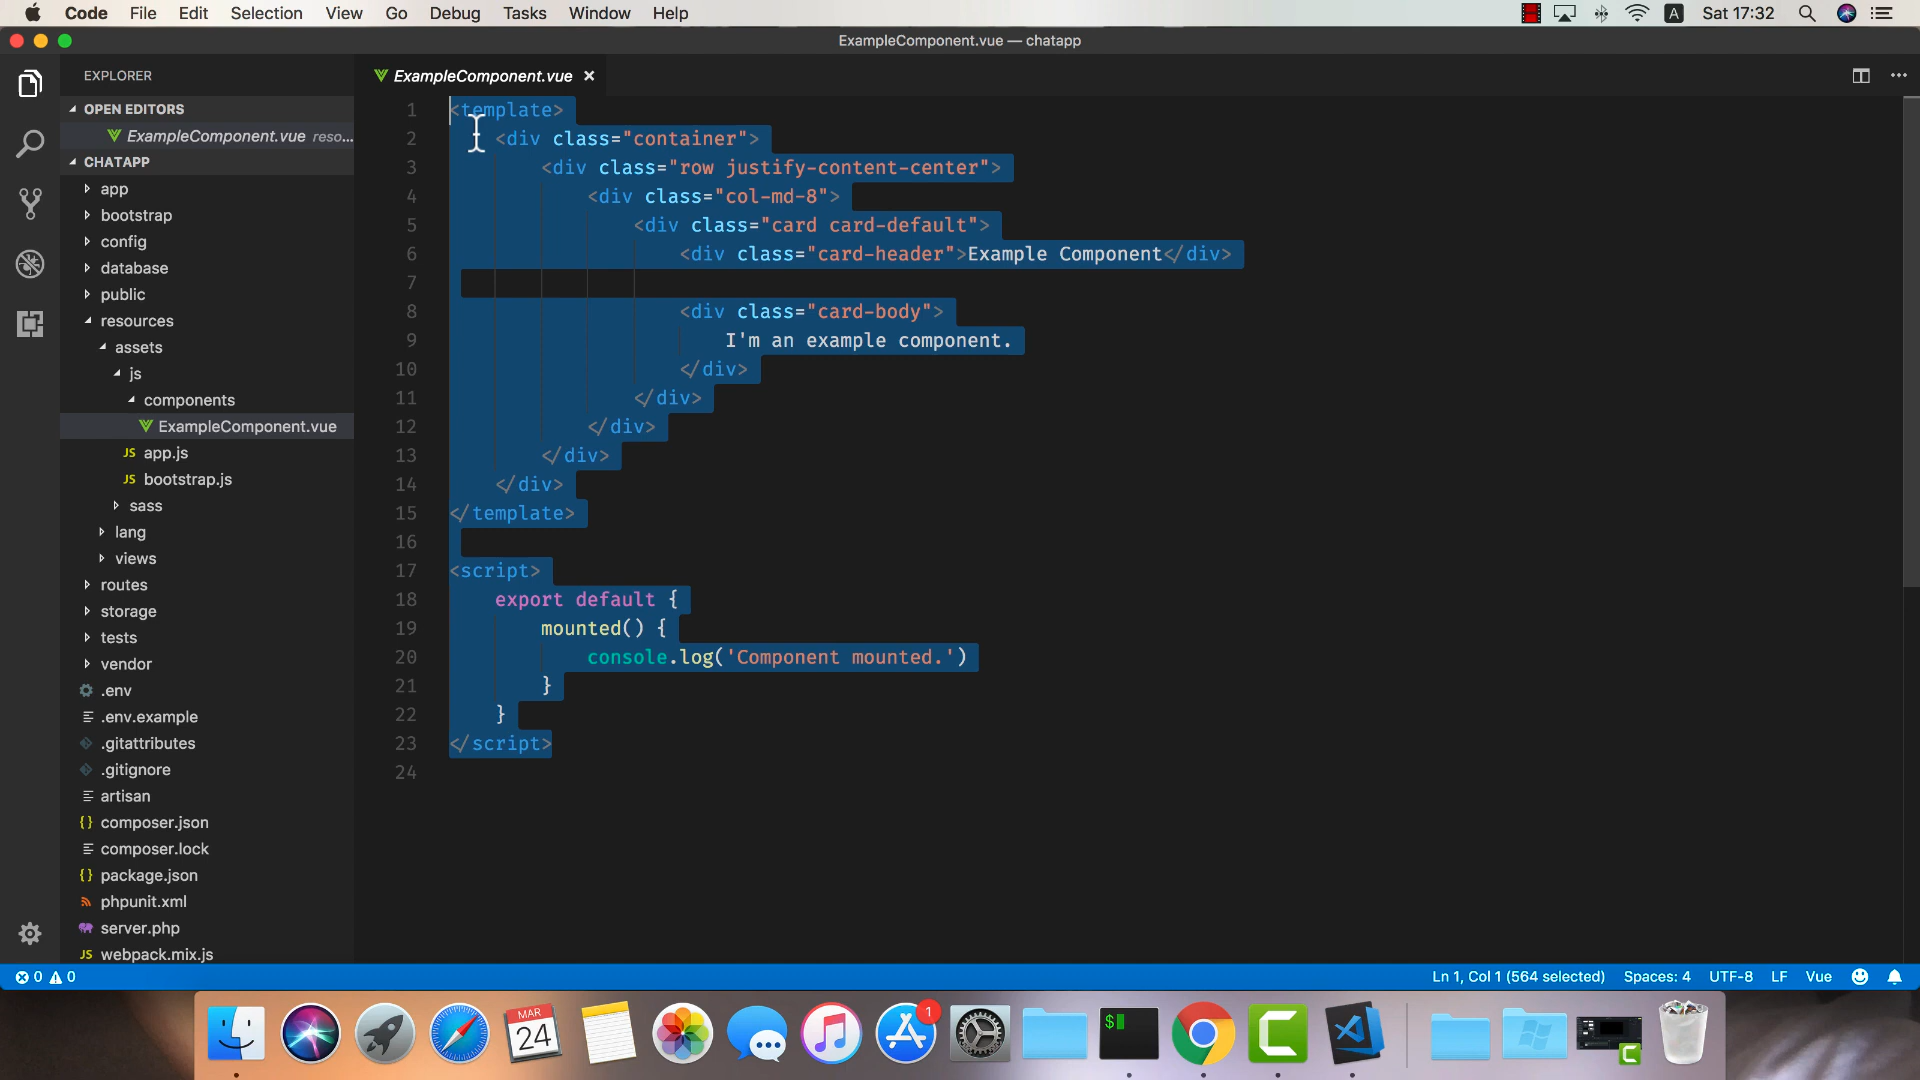 Code File Edit Selection View Go Debug Tasks Window Help
A Sat 17:32
ExampleComponent.vue — chatapp
EXPLORER
OPEN EDITORS
ExampleComponent.vue reso...
CHATAPP
app
bootstrap
config
database
public
resources
assets
js
components
ExampleComponent.vue
JS app.js
JS bootstrap.js
sass
lang
views
routes
storage
tests
vendor
.env
.env.example
.gitattributes
.gitignore
artisan
{} composer.json
composer.lock
{} package.json
phpunit.xml
server.php
JS webpack.mix.js
ExampleComponent.vue
1 <template>
2 <div class="container">
3 <div class="row justify-content-center">
4 <div class="col-md-8">
5 <div class="card card-default">
6 <div class="card-header">Example Component</div>
7
8 <div class="card-body">
9 I'm an example component.
10 </div>
11 </div>
12 </div>
13 </div>
14 </div>
15 </template>
16
17 <script>
18 export default {
19 mounted() {
20 console.log('Component mounted.')
21 }
22 }
23 </script>
24
0 0
Ln 1, Col 1 (564 selected) Spaces: 4 UTF-8 LF Vue
MAR
24
1
$